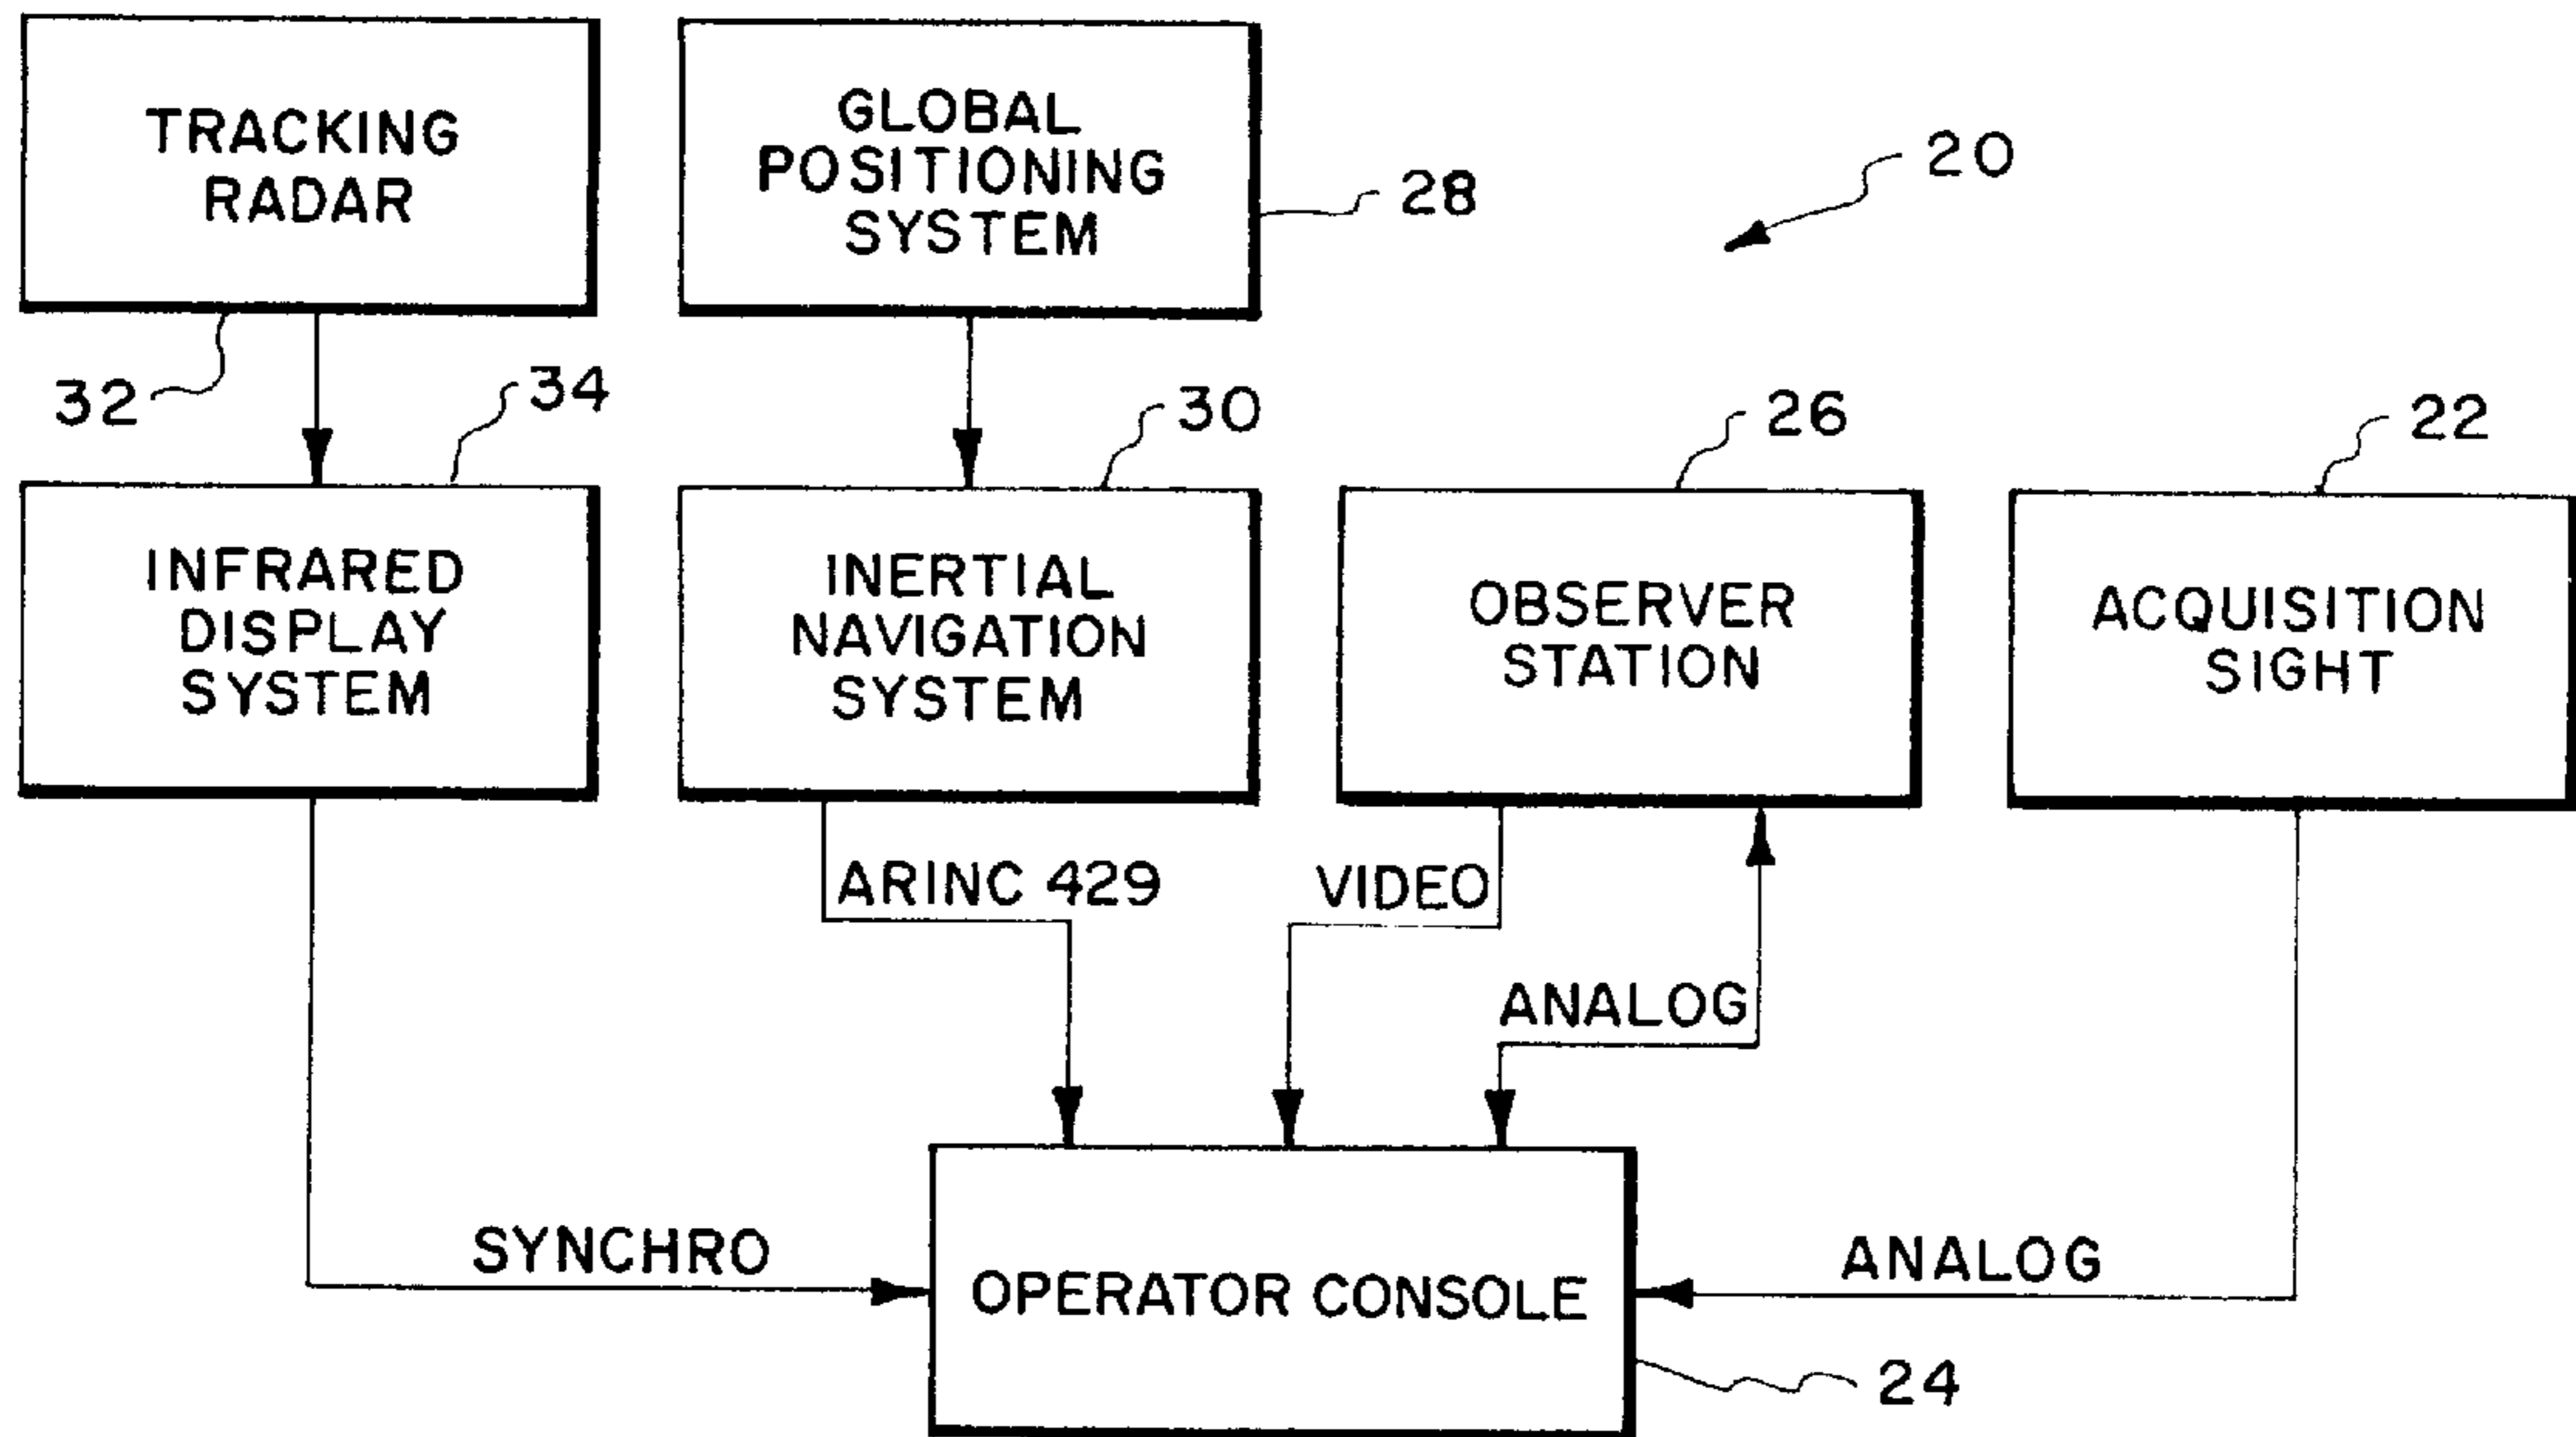 TRACKING
RADAR
GLOBAL
POSITIONING
SYSTEM
28
20
32
34
30
26
22
INFRARED
DISPLAY
SYSTEM
INERTIAL
NAVIGATION
SYSTEM
OBSERVER
STATION
ACQUISITION
SIGHT
ARINC 429
VIDEO
ANALOG
SYNCHRO
OPERATOR CONSOLE
ANALOG
24